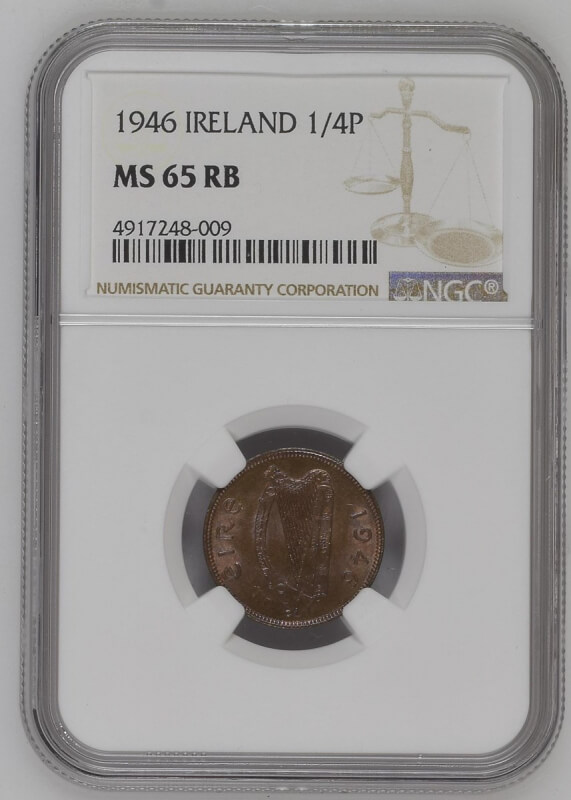 1946 IRELAND 1/4P
MS 65 RB
4917248-009
NUMISMATIC GUARANTY CORPORATION
NGC®
éIRe 1946